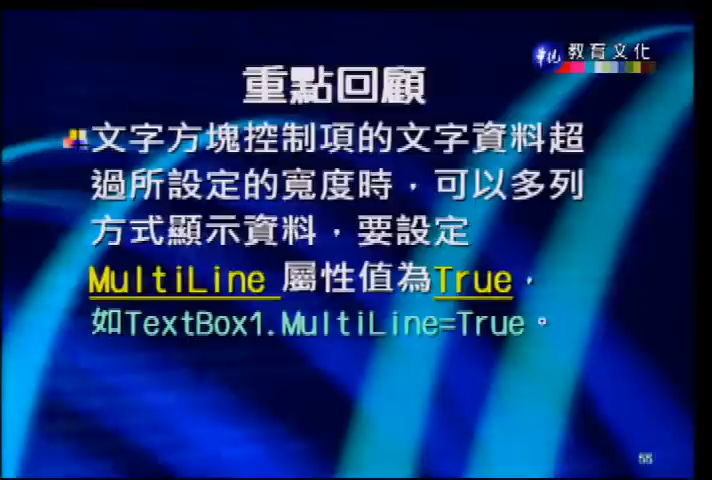 華視 教育文化
重點回顧
文字方塊控制項的文字資料超
過所設定的寬度時，可以多列
方式顯示資料，要設定
MultiLine 屬性值為True，
如TextBox1.MultiLine=True。
55